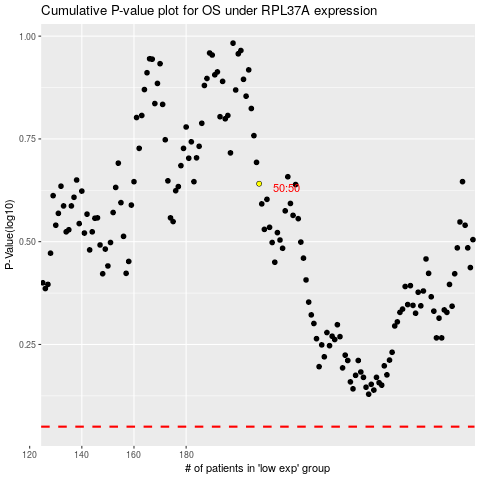 Cumulative P-value plot for OS under RPL37A expression
1.00
0.75
0.50
0.25
P-Value(log10)
50:50
120 140 160 180
# of patients in 'low exp' group